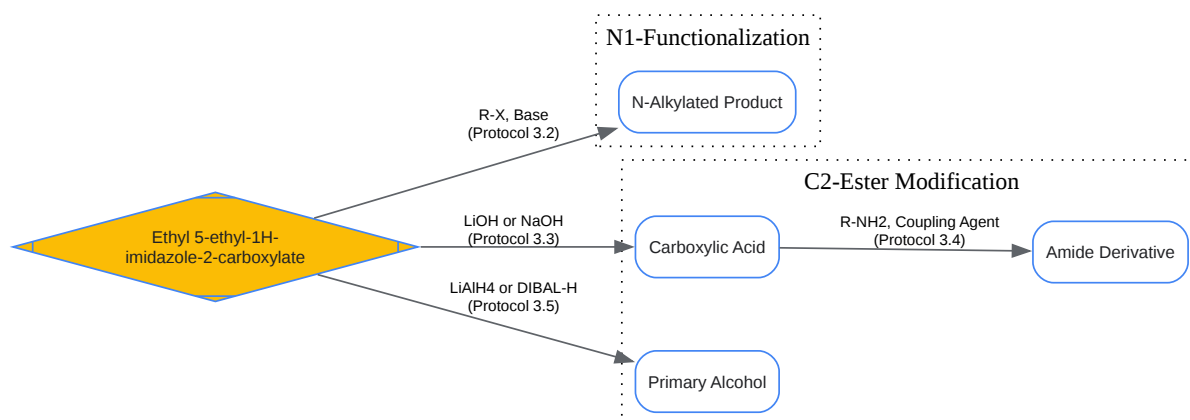 N1-Functionalization
N-Alkylated Product
R-X, Base
(Protocol 3.2)
C2-Ester Modification
Ethyl 5-ethyl-1H-
imidazole-2-carboxylate
LiOH or NaOH
(Protocol 3.3)
Carboxylic Acid
R-NH2, Coupling Agent
(Protocol 3.4)
Amide Derivative
LiAlH4 or DIBAL-H
(Protocol 3.5)
Primary Alcohol